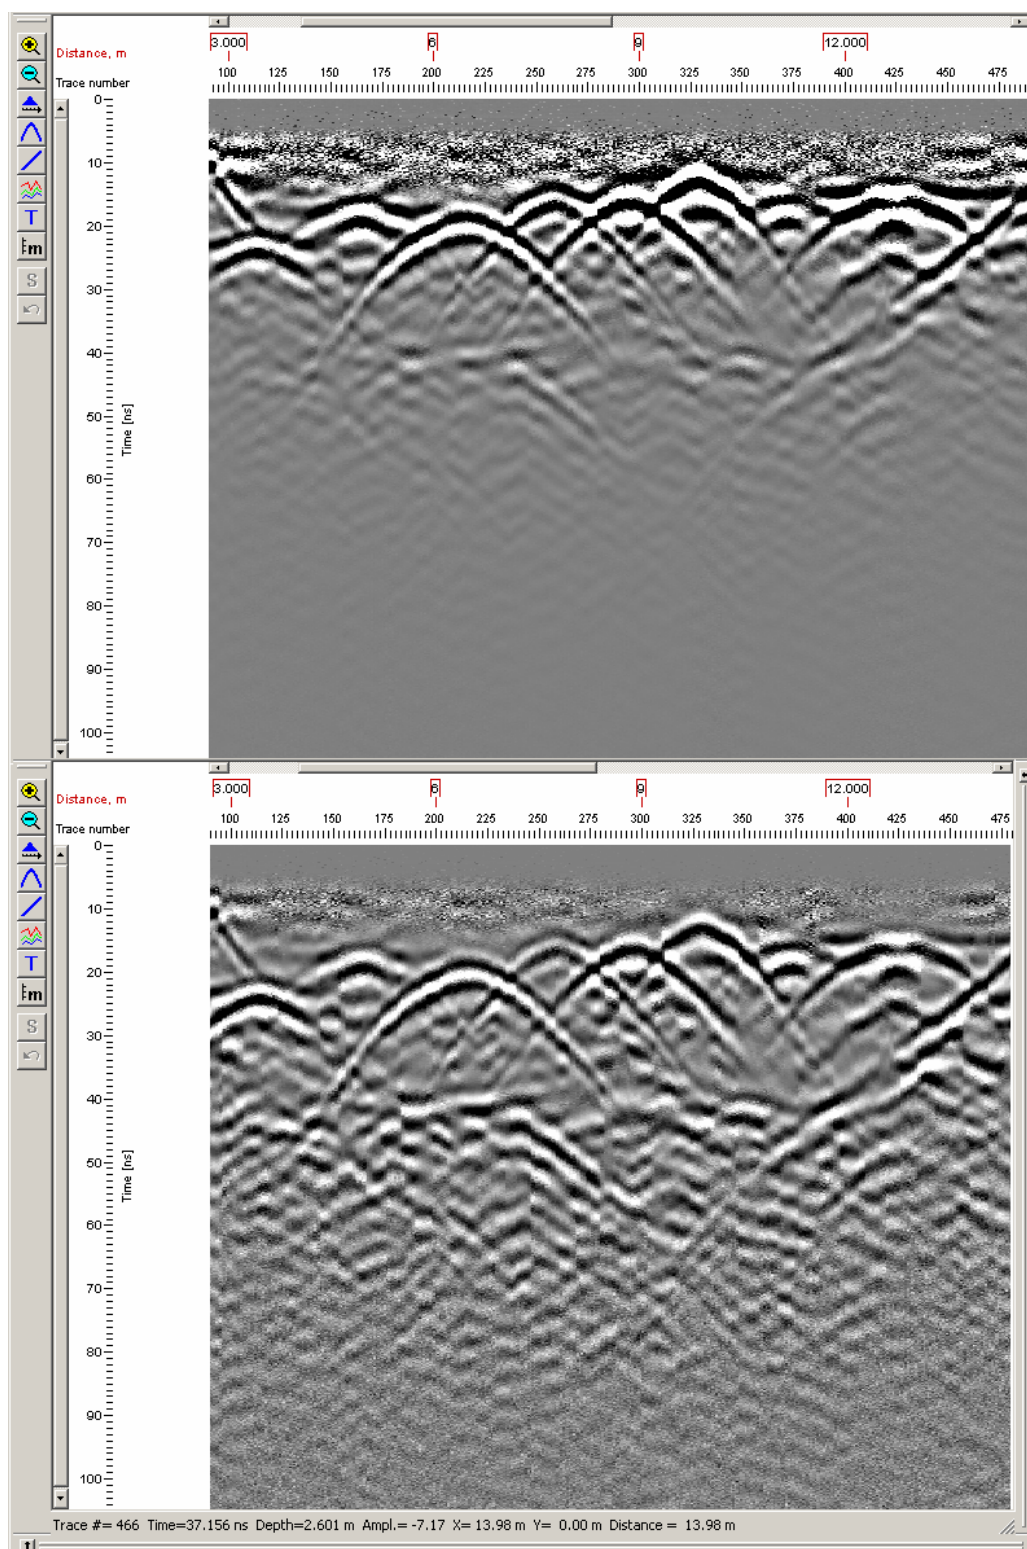 3.000 6 9 12.000
Distance, m
100 125 150 175 200 225 250 275 300 325 350 375 400 425 450 475
Trace number
0
10
20
T
m
S
30
40
50
Time [ns]
60
70
80
90
100
3.000 6 9 12.000
Distance, m
100 125 150 175 200 225 250 275 300 325 350 375 400 425 450 475
Trace number
0
10
20
T
m
S
30
40
50
Time [ns]
60
70
80
90
100
Trace #= 466 Time=37.156 ns Depth=2.601 m Ampl.= -7.17 X= 13.98 m Y= 0.00 m Distance = 13.98 m